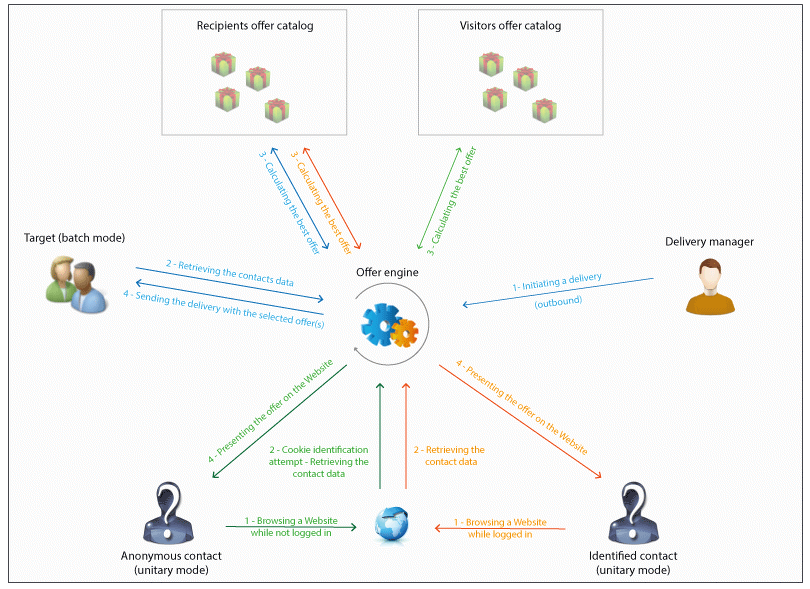 Recipients offer catalog
Visitors offer catalog
3 - Calculating the best offer
3 - Calculating the best offer
3 - Calculating the best offer
Target (batch mode)
Delivery manager
2 - Retrieving the contacts data
4 - Sending the delivery with the selected offer(s)
Offer engine
1- Initiating a delivery
(outbound)
4 - Presenting the offer on the Website
4 - Presenting the offer on the Website
2 - Cookie identification
attempt - Retrieving the
contact data
2 - Retrieving the
contact data
1 - Browsing a Website
while not logged in
1 - Browsing a Website
while logged in
Anonymous contact
(unitary mode)
Identified contact
(unitary mode)